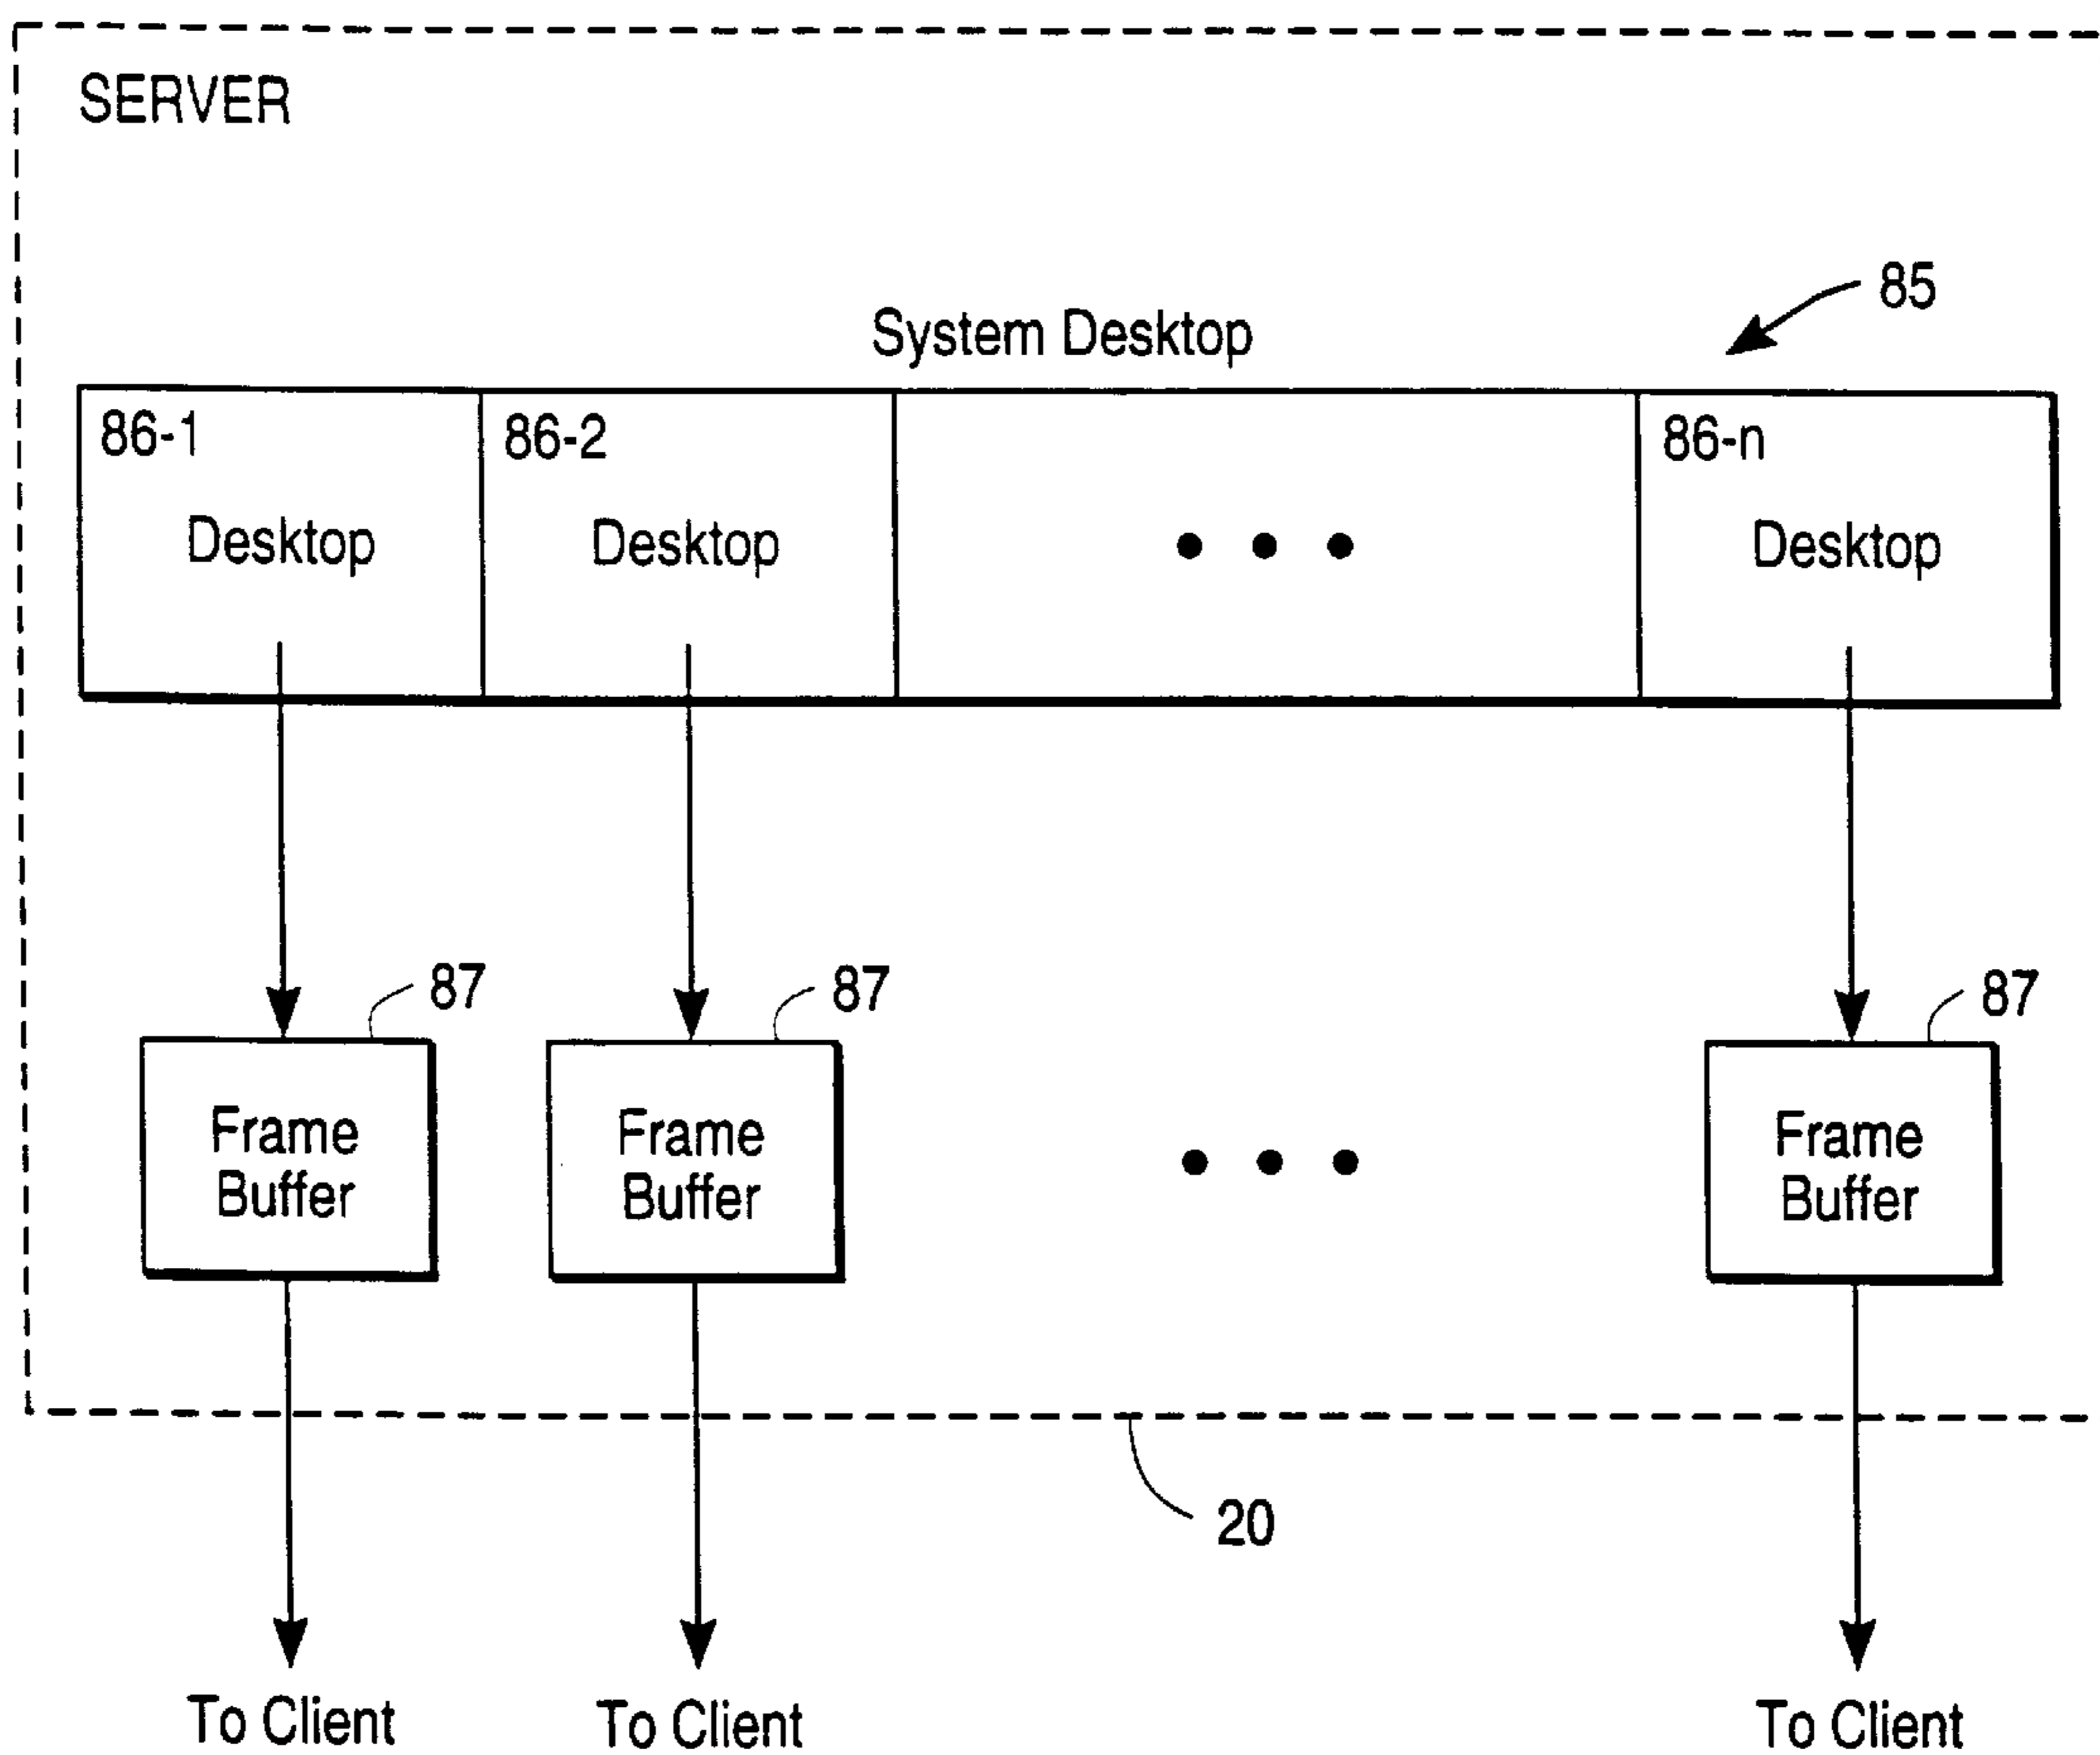 SERVER
85
System Desktop
86-1
86-2
86-n
Desktop
Desktop
Desktop
87
87
87
Frame
Buffer
Frame
Buffer
Frame
Buffer
20
To Client
To Client
To Client